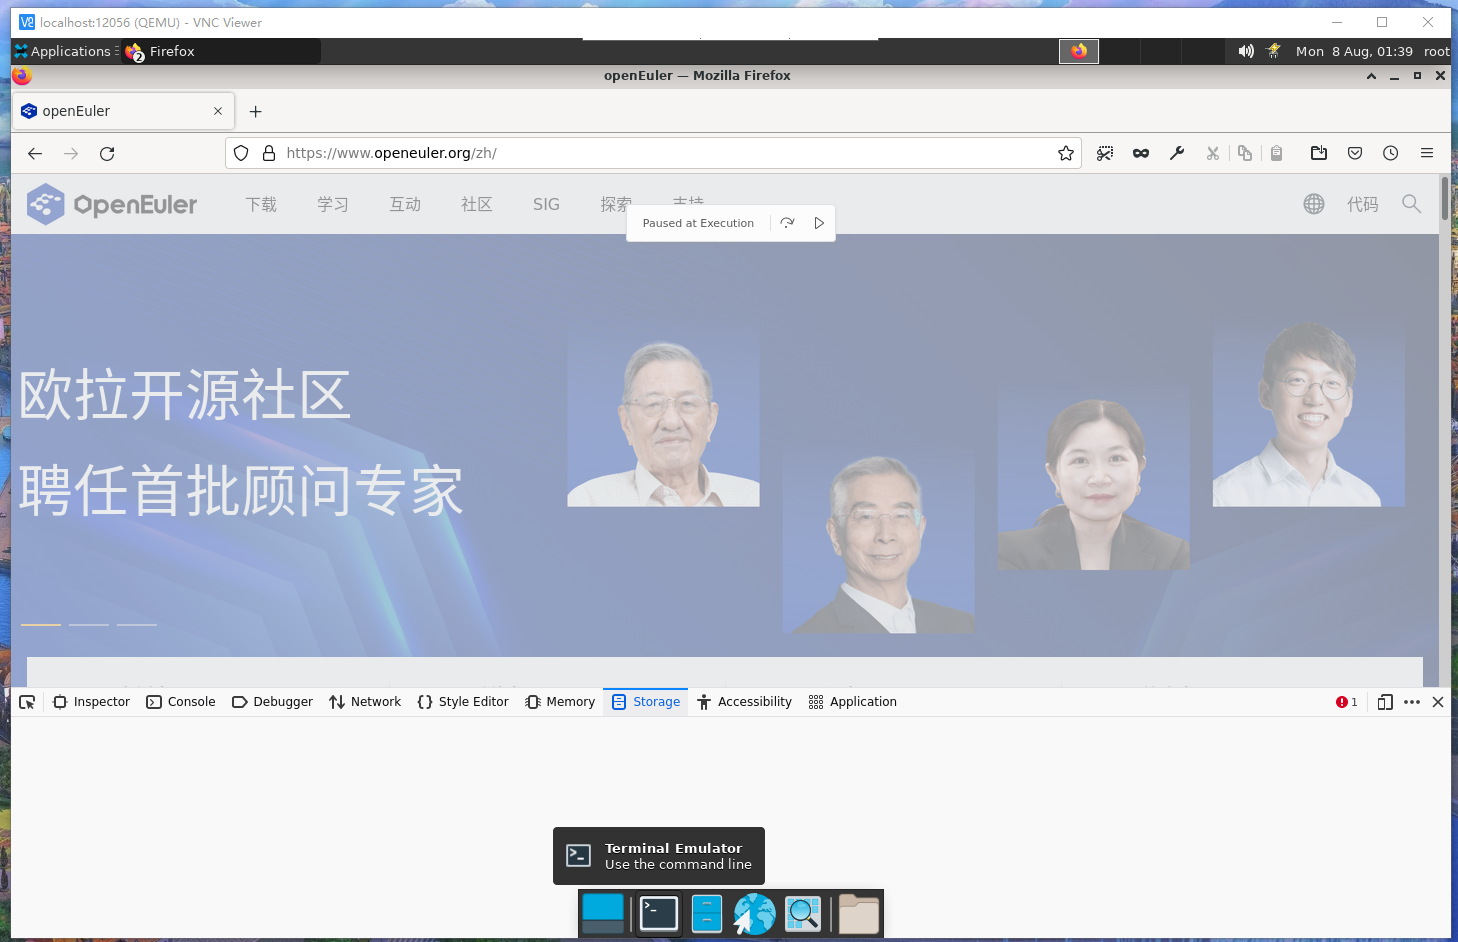 localhost:12056 (QEMU) - VNC Viewer
Applications Firefox Mon 8 Aug, 01:39 root
openEuler — Mozilla Firefox
openEuler
https://www.openeuler.org/zh/
OpenEuler 下载 学习 互动 社区 SIG 探索 支持 代码
Paused at Execution
欧拉开源社区
聘任首批顾问专家
Inspector Console Debugger Network Style Editor Memory Storage Accessibility Application 1
Terminal Emulator
Use the command line